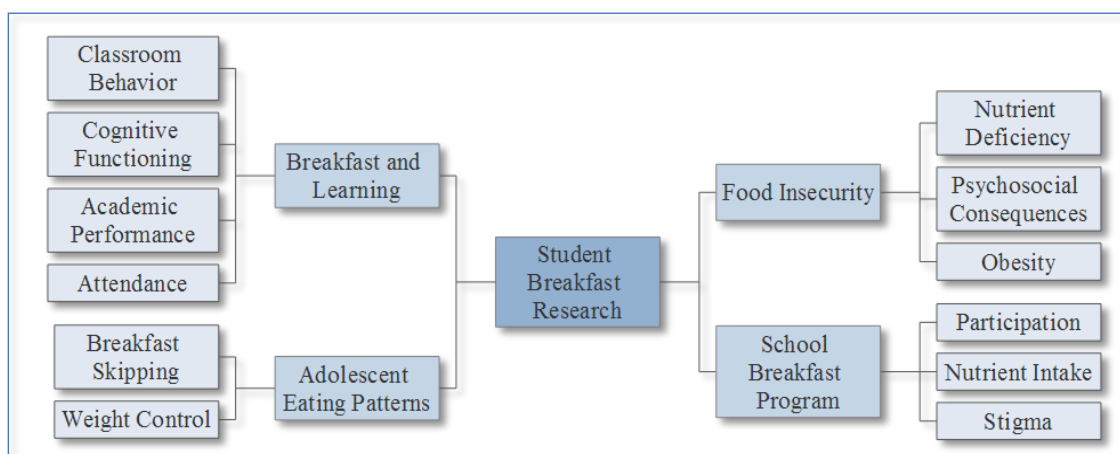 Classroom
Behavior
Cognitive
Functioning
Academic
Performance
Attendance
Breakfast and
Learning
Breakfast
Skipping
Weight Control
Adolescent
Eating Patterns
Student
Breakfast
Research
Food Insecurity
Nutrient
Deficiency
Psychosocial
Consequences
Obesity
School
Breakfast
Program
Participation
Nutrient Intake
Stigma